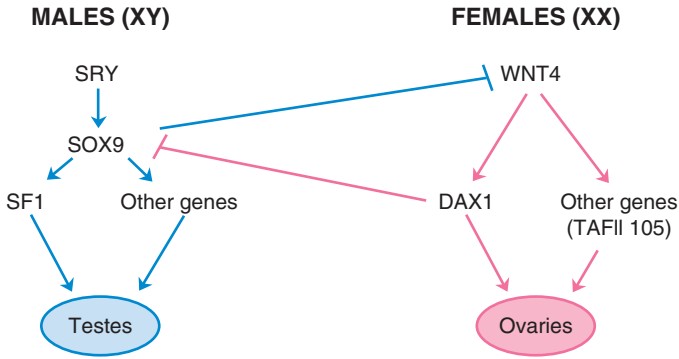 MALES (XY)
FEMALES (XX)
SRY
WNT4
SOX9
SF1
Other genes
DAX1
Other genes
(TAFII 105)
Testes
Ovaries